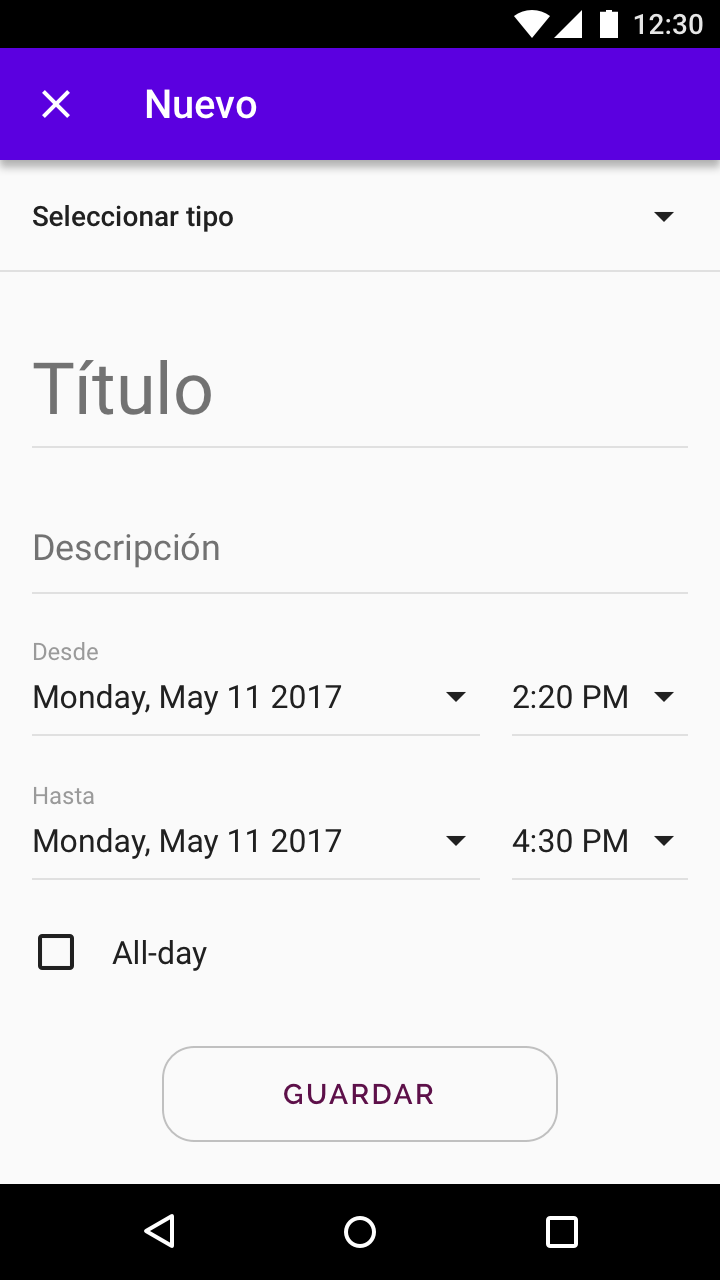 12:30
Nuevo
Seleccionar tipo
Título
Descripción
Desde
Monday, May 11 2017 2:20 PM
Hasta
Monday, May 11 2017 4:30 PM
All-day
GUARDAR